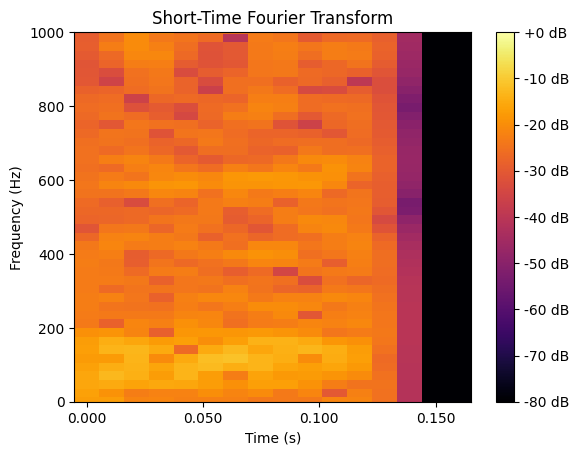 Short-Time Fourier Transform
1000
800
600
400
200
0
Frequency (Hz)
0.000
0.050
0.100
0.150
Time (s)
+0 dB
-10 dB
-20 dB
-30 dB
-40 dB
-50 dB
-60 dB
-70 dB
-80 dB